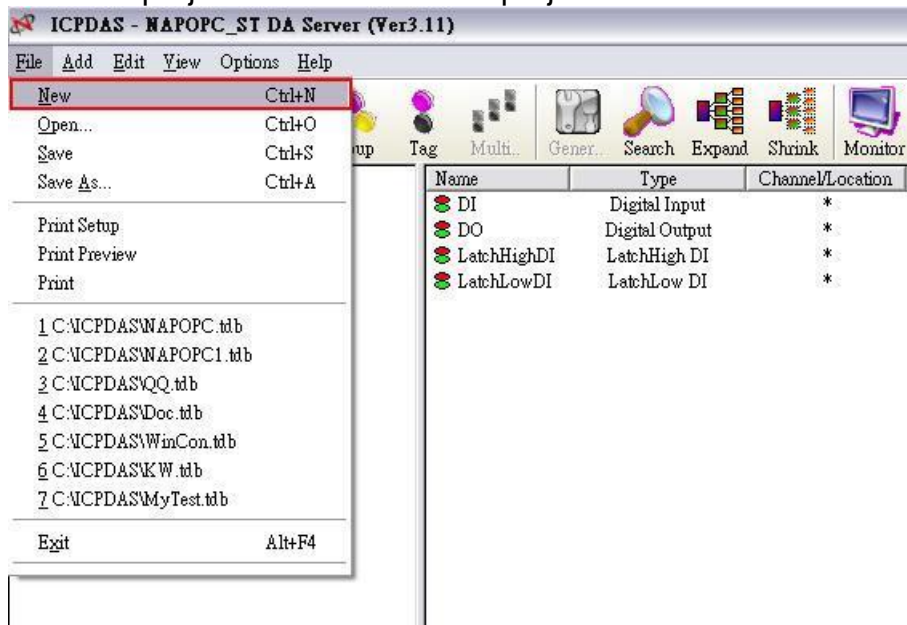 ICPDAS - NAPOPC_ST DA Server (Ver3.11)
File Add Edit View Options Help
New Ctrl+N
Open... Ctrl+O
Save Ctrl+S
Save As... Ctrl+A
Print Setup
Print Preview
Print
1 C:\ICPDAS\NAPOPC.tdb
2 C:\ICPDAS\NAPOPC1.tdb
3 C:\ICPDAS\QQ.tdb
4 C:\ICPDAS\Doc.tdb
5 C:\ICPDAS\WinCon.tdb
6 C:\ICPDAS\KW.tdb
7 C:\ICPDAS\MyTest.tdb
Exit Alt+F4
up Tag Multi.. Gener.. Search Expand Shrink Monitor
Name Type Channel/Location
DI Digital Input *
DO Digital Output *
LatchHighDI LatchHigh DI *
LatchLowDI LatchLow DI *